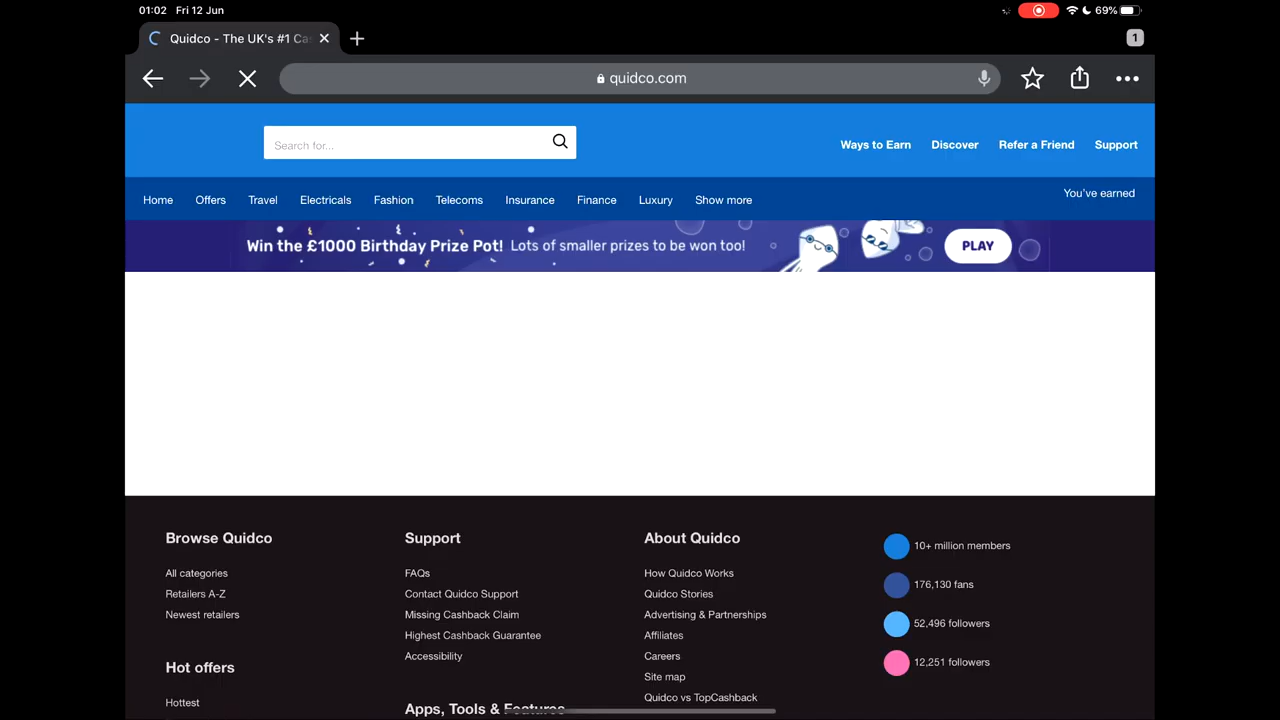 01:02 Fri 12 Jun
69%
Quidco - The UK's #1 Ca
1
quidco.com
Search for...
Ways to Earn Discover Refer a Friend Support
Home Offers Travel Electricals Fashion Telecoms Insurance Finance Luxury Show more
You've earned
Win the £1000 Birthday Prize Pot! Lots of smaller prizes to be won too! PLAY
Browse Quidco
All categories
Retailers A-Z
Newest retailers
Hot offers
Hottest
Support
FAQs
Contact Quidco Support
Missing Cashback Claim
Highest Cashback Guarantee
Accessibility
Apps, Tools & Features
About Quidco
How Quidco Works
Quidco Stories
Advertising & Partnerships
Affiliates
Careers
Site map
Quidco vs TopCashback
10+ million members
176,130 fans
52,496 followers
12,251 followers